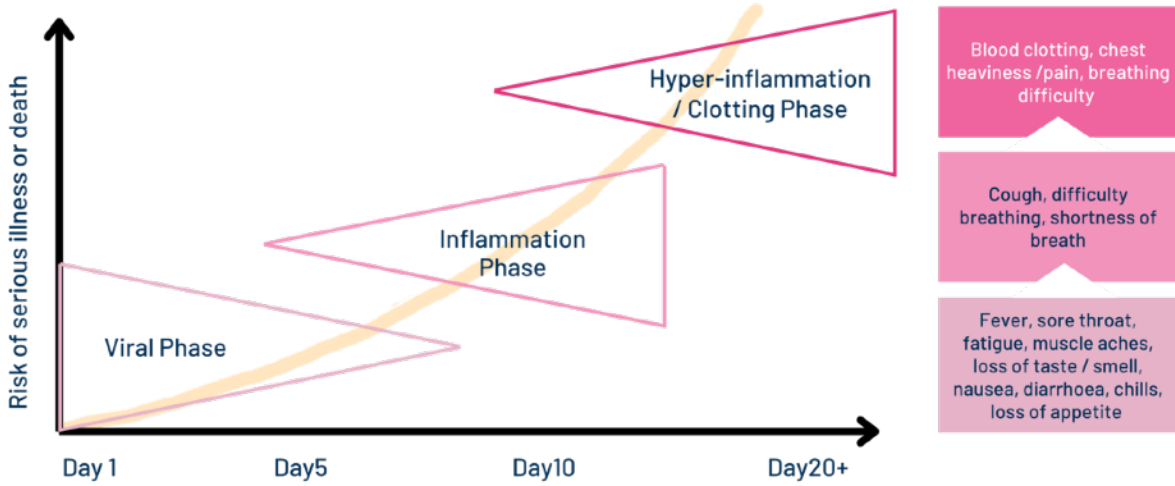 Risk of serious illness or death
Viral Phase
Inflammation
Phase
Hyper-inflammation
/ Clotting Phase
Day 1
Day5
Day10
Day20+
Blood clotting, chest
heaviness /pain, breathing
difficulty
Cough, difficulty
breathing, shortness of
breath
Fever, sore throat,
fatigue, muscle aches,
loss of taste / smell,
nausea, diarrhoea, chills,
loss of appetite